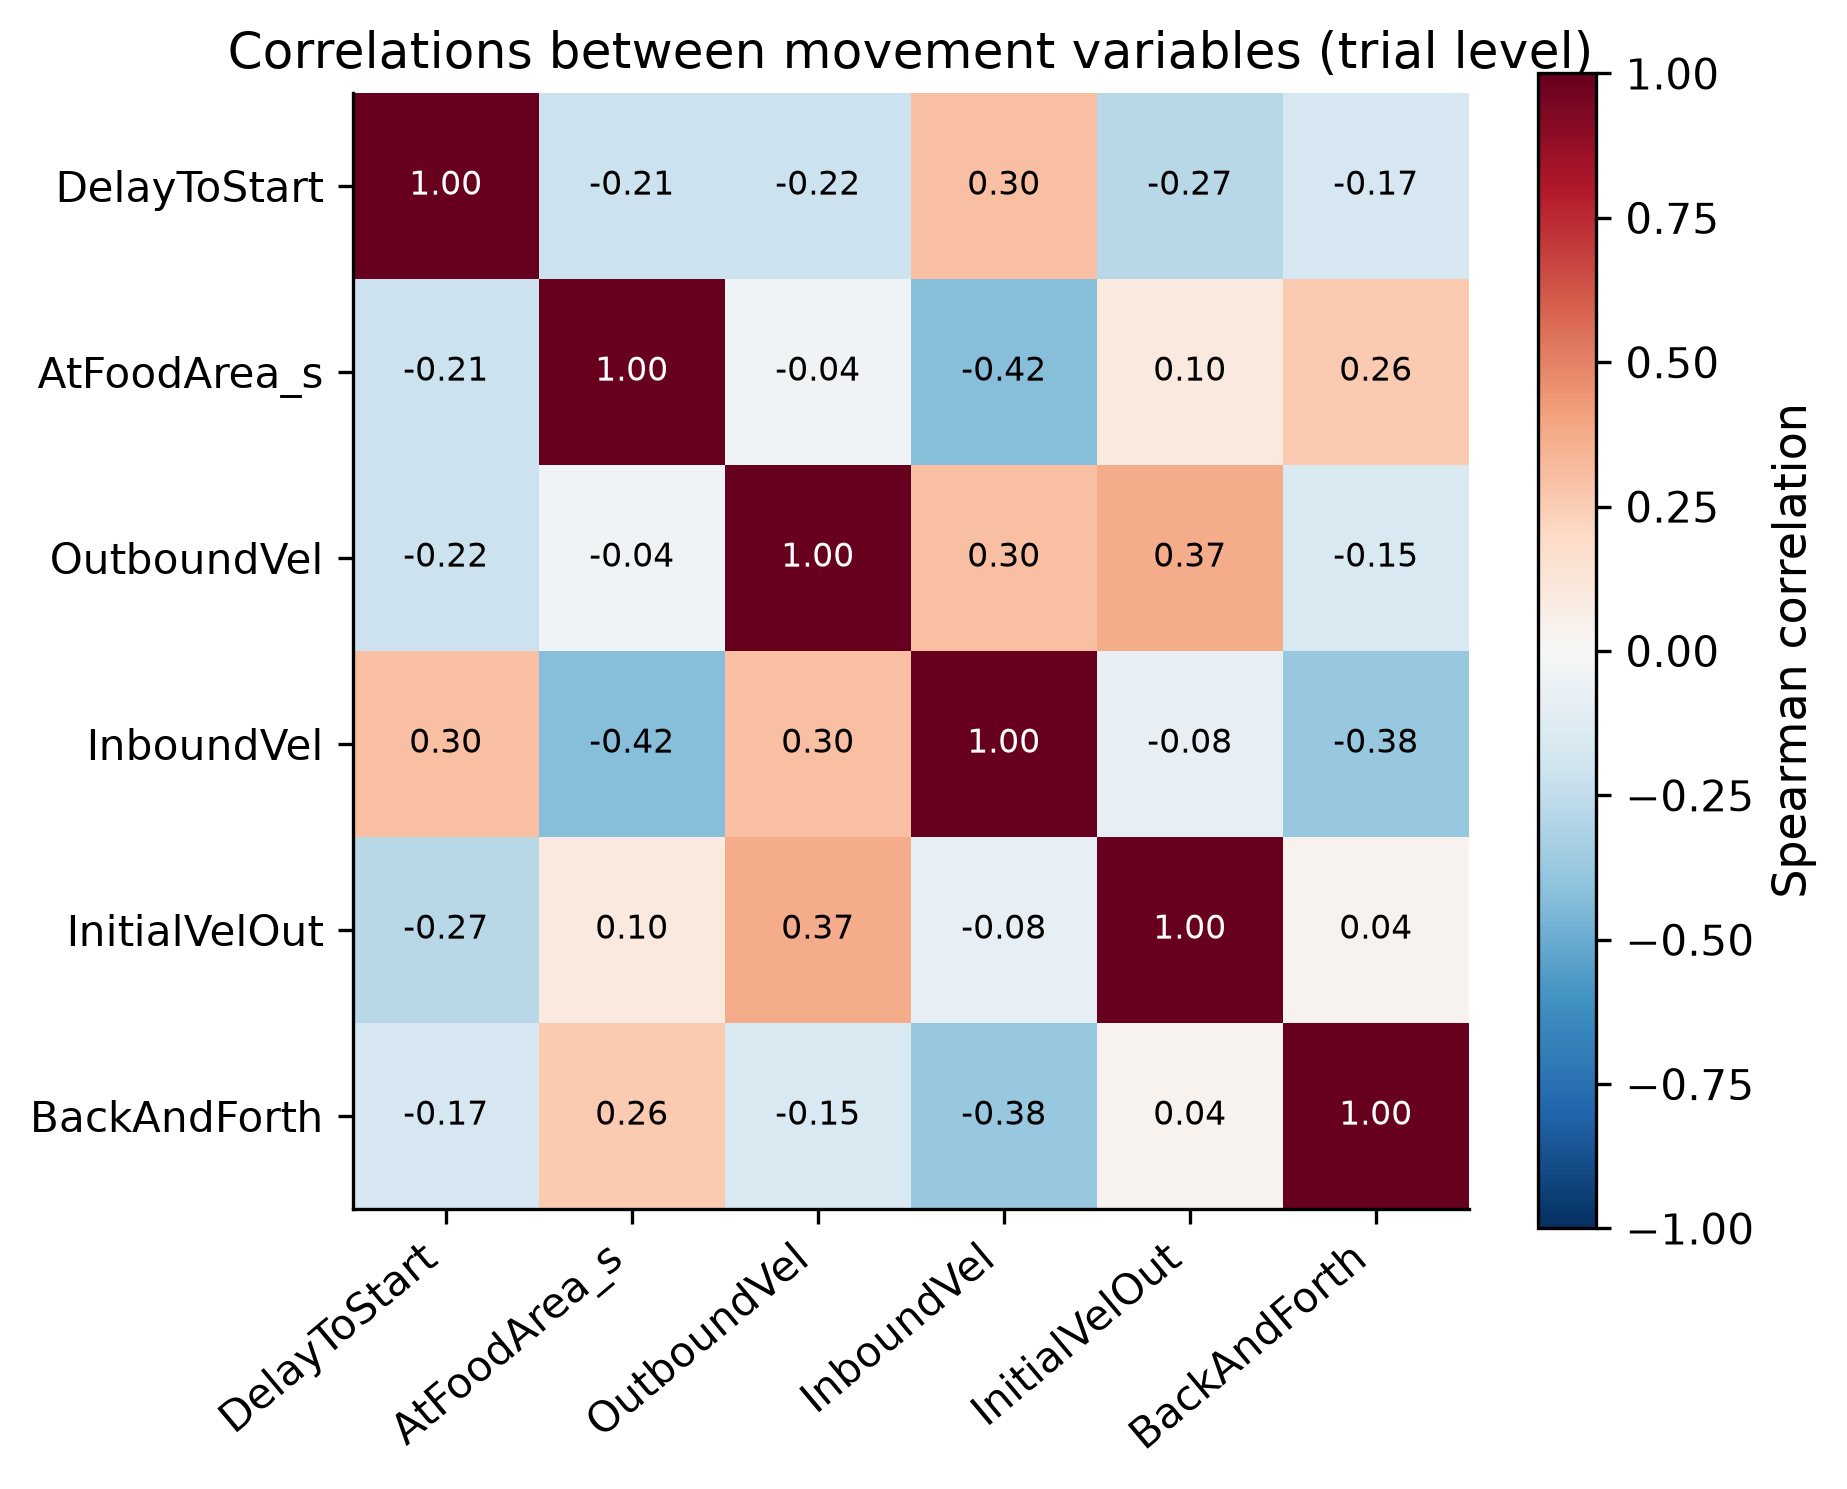 Correlations between movement variables (trial level)
DelayToStart 1.00 -0.21 -0.22 0.30 -0.27 -0.17
AtFoodArea_s -0.21 1.00 -0.04 -0.42 0.10 0.26
OutboundVel -0.22 -0.04 1.00 0.30 0.37 -0.15
InboundVel 0.30 -0.42 0.30 1.00 -0.08 -0.38
InitialVelOut -0.27 0.10 0.37 -0.08 1.00 0.04
BackAndForth -0.17 0.26 -0.15 -0.38 0.04 1.00
DelayToStart AtFoodArea_s OutboundVel InboundVel InitialVelOut BackAndForth
1.00
0.75
0.50
0.25
0.00
−0.25
−0.50
−0.75
−1.00
Spearman correlation